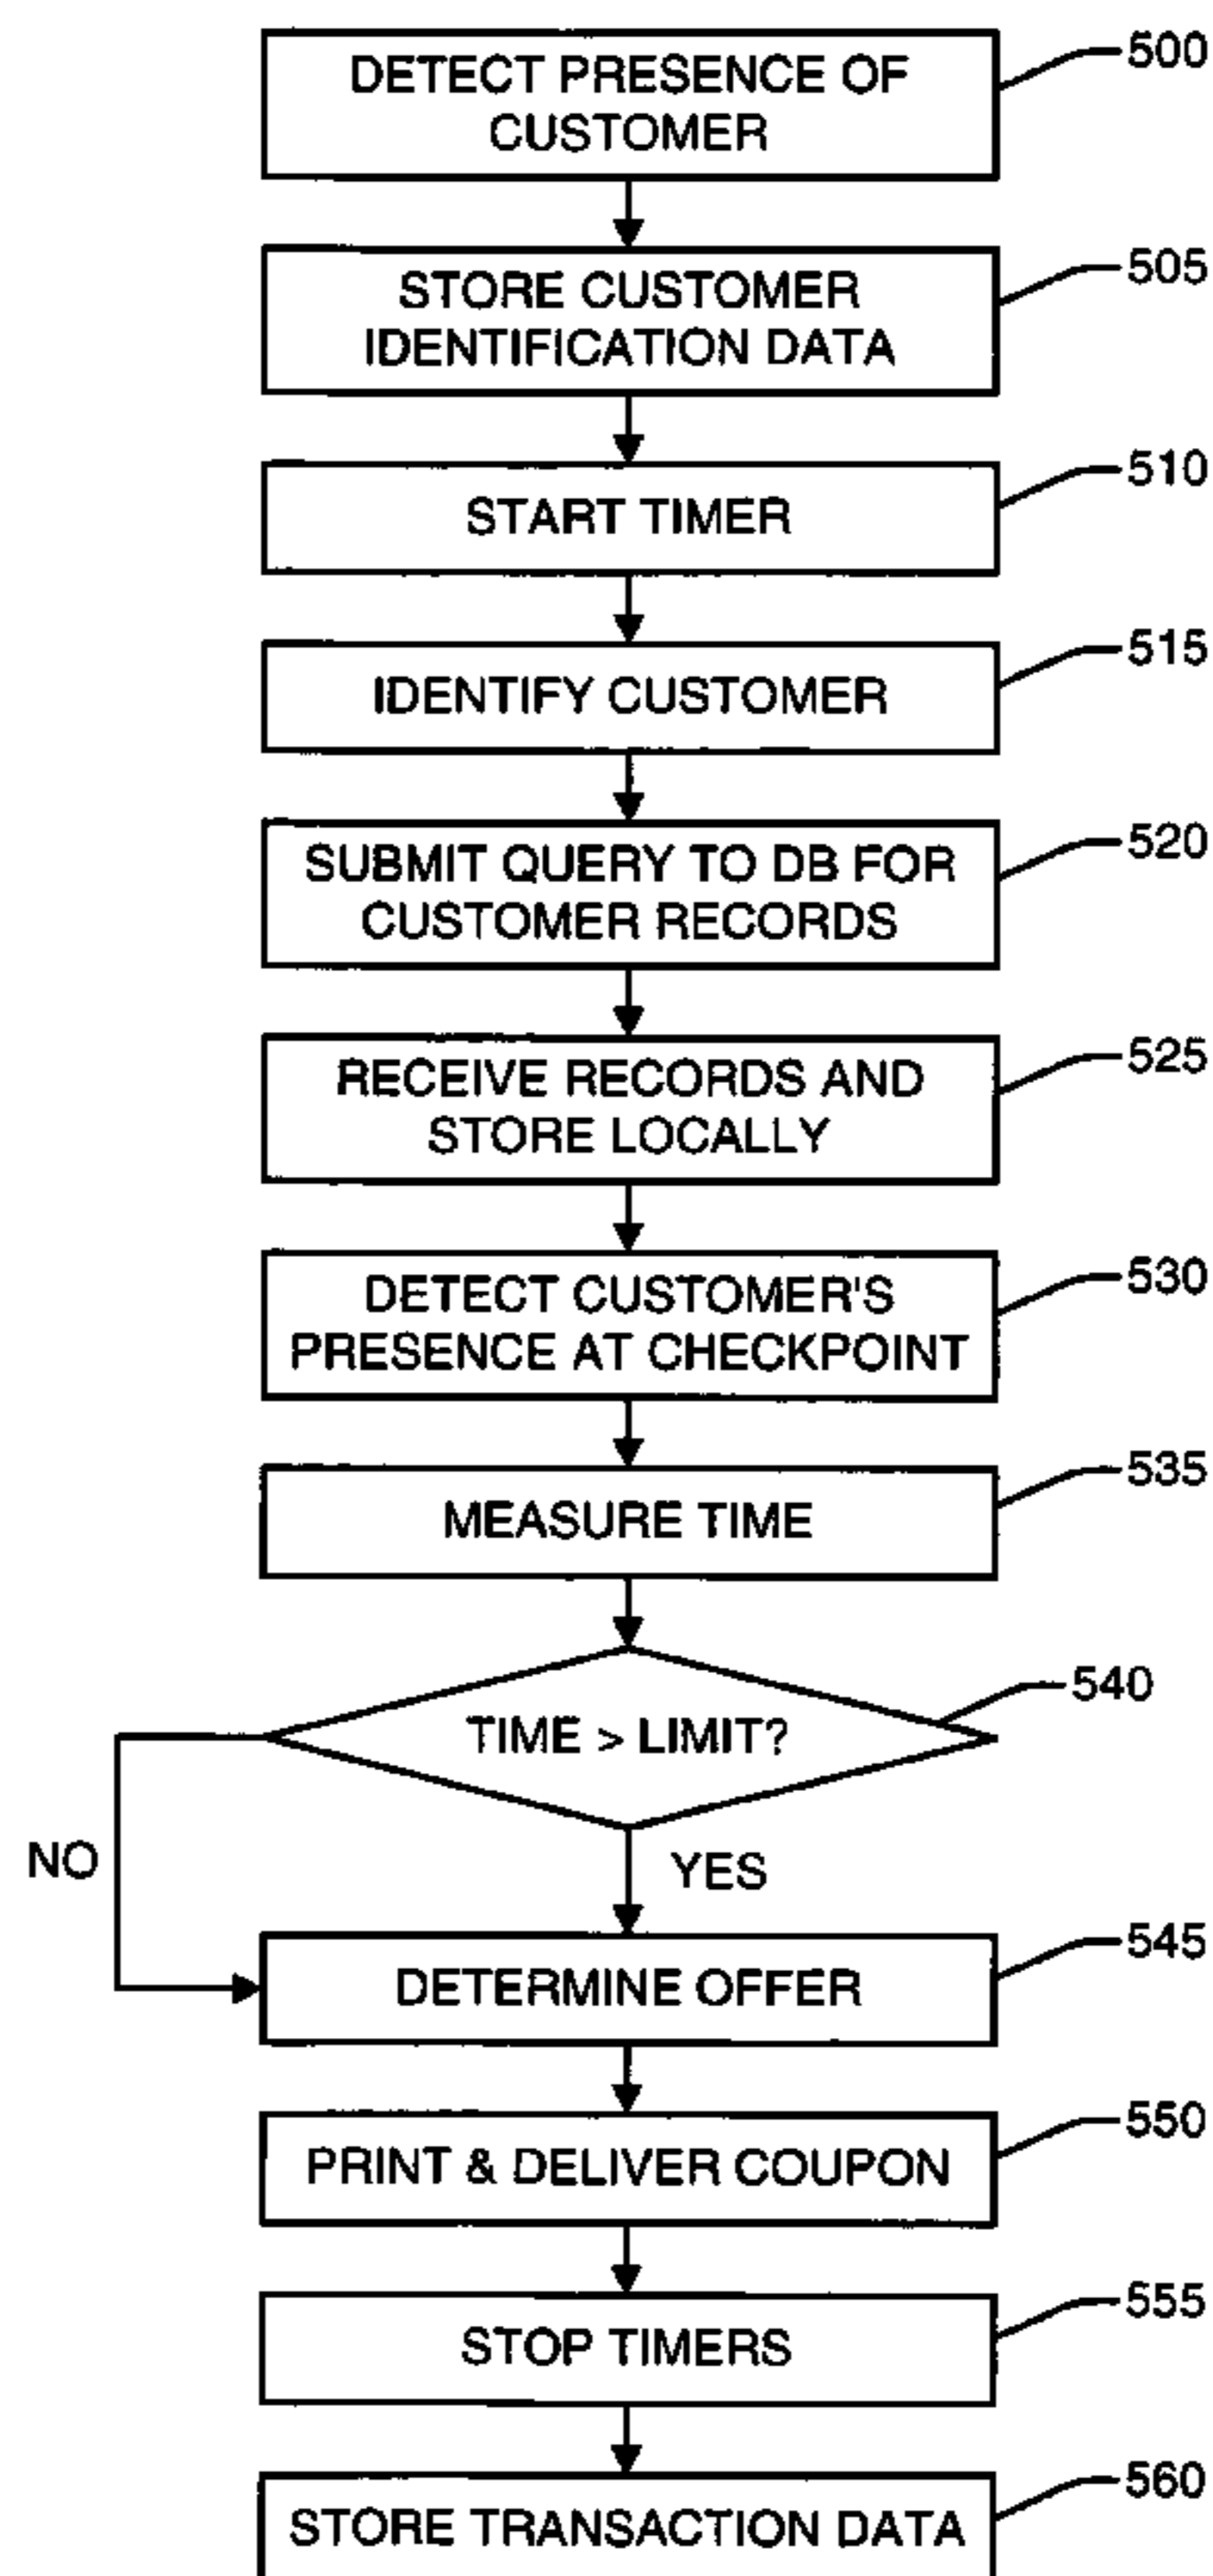 DETECT PRESENCE OF
CUSTOMER
500
STORE CUSTOMER
IDENTIFICATION DATA
505
START TIMER
510
IDENTIFY CUSTOMER
515
SUBMIT QUERY TO DB FOR
CUSTOMER RECORDS
520
RECEIVE RECORDS AND
STORE LOCALLY
525
DETECT CUSTOMER'S
PRESENCE AT CHECKPOINT
530
MEASURE TIME
535
TIME > LIMIT?
540
NO
YES
DETERMINE OFFER
545
PRINT & DELIVER COUPON
550
STOP TIMERS
555
STORE TRANSACTION DATA
560